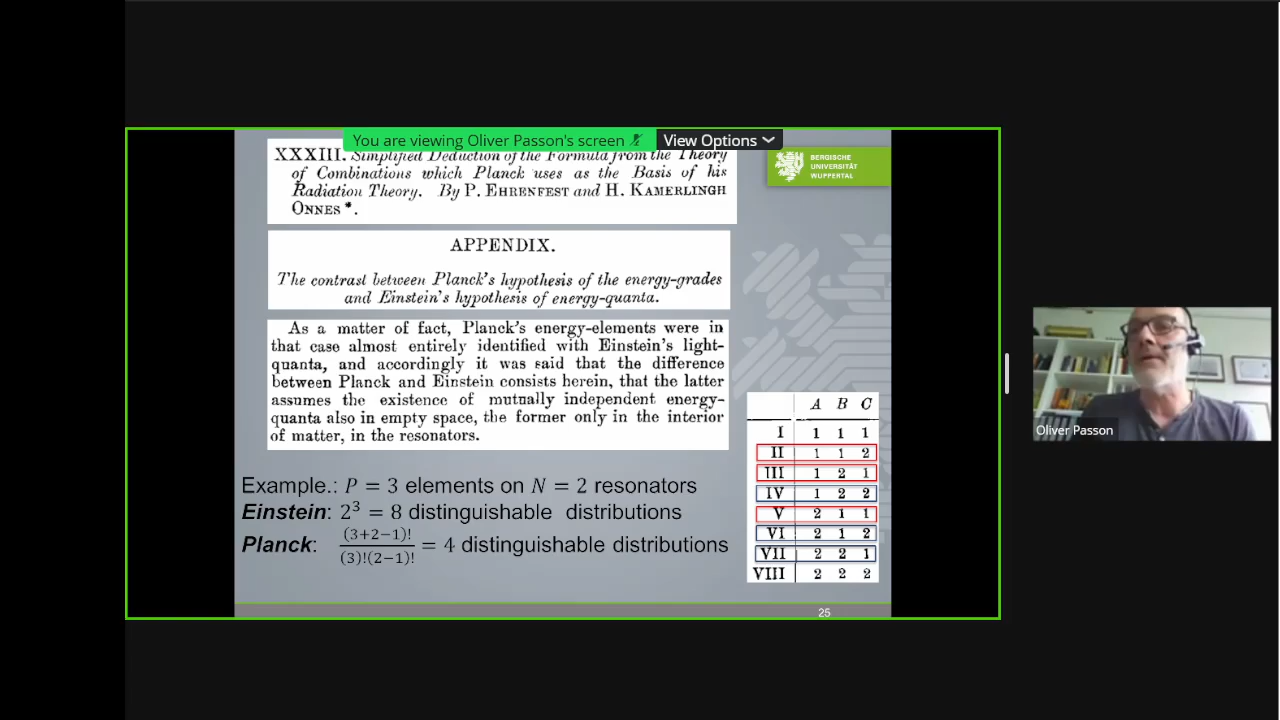 You are viewing Oliver Passon's screen
View Options
XXXIII. Simplified Deduction of the Formula from the Theory
of Combinations which Planck uses as the Basis of his
Radiation Theory. By P. EHRENFEST and H. KAMERLINGH
ONNES *.
BERGISCHE
UNIVERSITÄT
WUPPERTAL
APPENDIX.
The contrast between Planck's hypothesis of the energy-grades
and Einstein's hypothesis of energy-quanta.
As a matter of fact, Planck's energy-elements were in
that case almost entirely identified with Einstein's light-
quanta, and accordingly it was said that the difference
between Planck and Einstein consists herein, that the latter
assumes the existence of mutually independent energy-
quanta also in empty space, the former only in the interior
of matter, in the resonators.
Example.: P = 3 elements on N = 2 resonators
Einstein: 2³ = 8 distinguishable distributions
Planck: (3+2−1)!/(3)!(2−1)! = 4 distinguishable distributions
A B C
I 1 1 1
II 1 1 2
III 1 2 1
IV 1 2 2
V 2 1 1
VI 2 1 2
VII 2 2 1
VIII 2 2 2
25
Oliver Passon